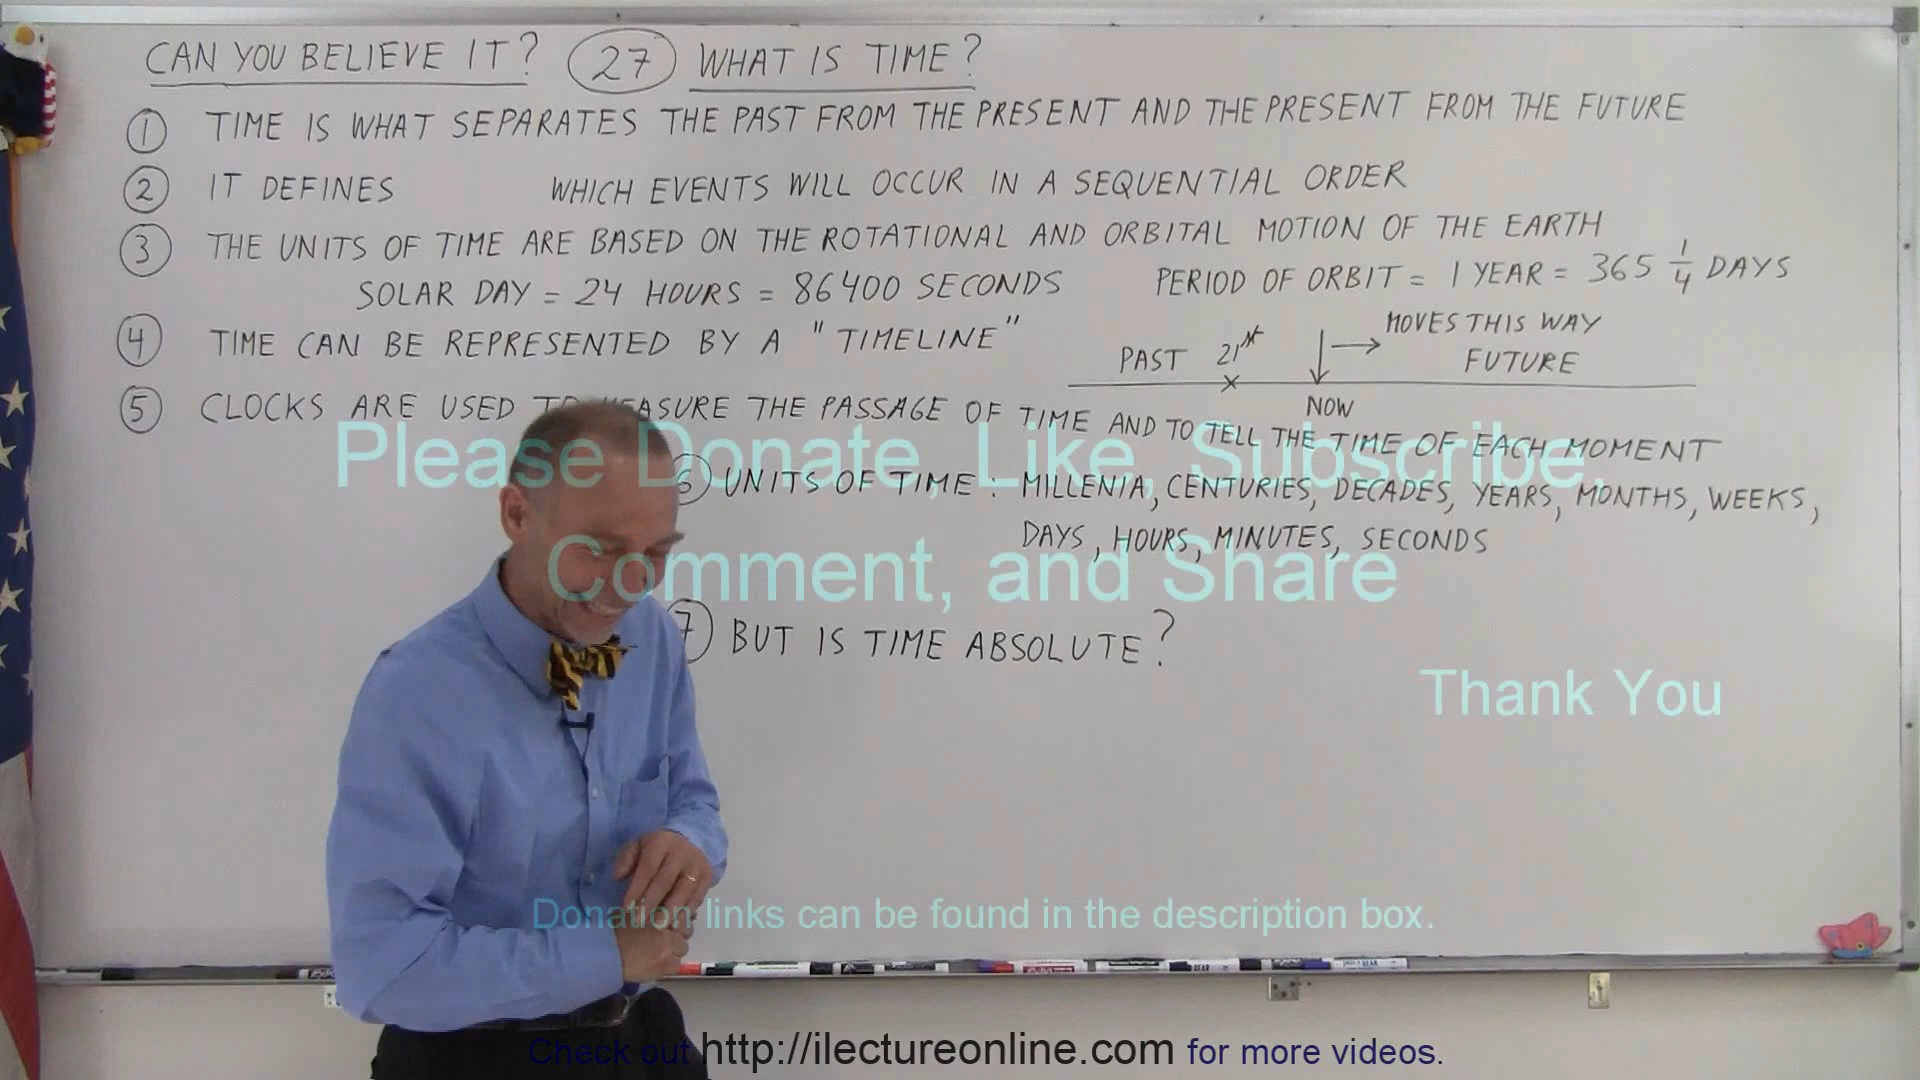 CAN YOU BELIEVE IT? 27 WHAT IS TIME?
1 TIME IS WHAT SEPARATES THE PAST FROM THE PRESENT AND THE PRESENT FROM THE FUTURE
2 IT DEFINES WHICH EVENTS WILL OCCUR IN A SEQUENTIAL ORDER
3 THE UNITS OF TIME ARE BASED ON THE ROTATIONAL AND ORBITAL MOTION OF THE EARTH
SOLAR DAY = 24 HOURS = 86400 SECONDS PERIOD OF ORBIT = 1 YEAR = 365 1/4 DAYS
4 TIME CAN BE REPRESENTED BY A "TIMELINE"
MOVES THIS WAY
PAST 21st FUTURE
NOW
5 CLOCKS ARE USED TO MEASURE THE PASSAGE OF TIME AND TO TELL THE TIME OF EACH MOMENT
Please Donate, Like, Subscribe,
6 UNITS OF TIME: MILLENIA, CENTURIES, DECADES, YEARS, MONTHS, WEEKS,
DAYS, HOURS, MINUTES, SECONDS
Comment, and Share
7 BUT IS TIME ABSOLUTE?
Thank You
Donation links can be found in the description box.
Check out http://ilectureonline.com for more videos.